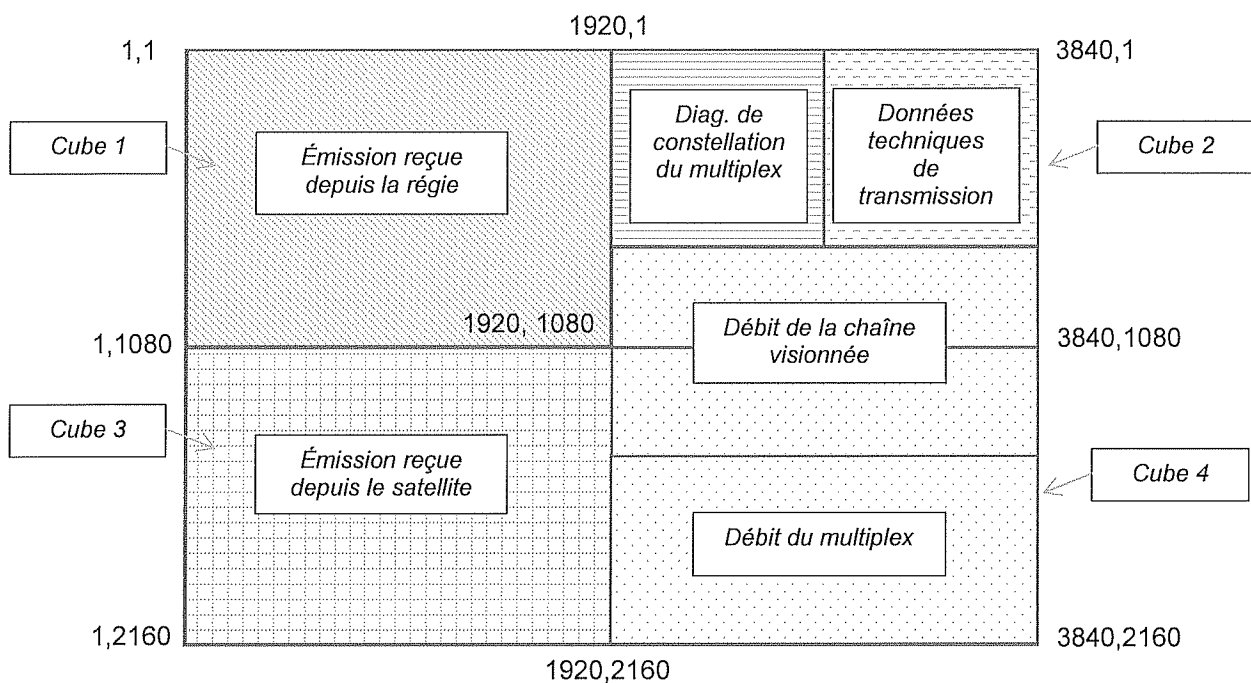 1920,1
1,1
3840,1
Cube 1
Émission reçue
depuis la régie
Diag. de
constellation
du multiplex
Données
techniques
de
transmission
Cube 2
1920, 1080
1,1080
Débit de la chaîne
visionnée
3840,1080
Cube 3
Émission reçue
depuis le satellite
Cube 4
Débit du multiplex
1,2160
3840,2160
1920,2160